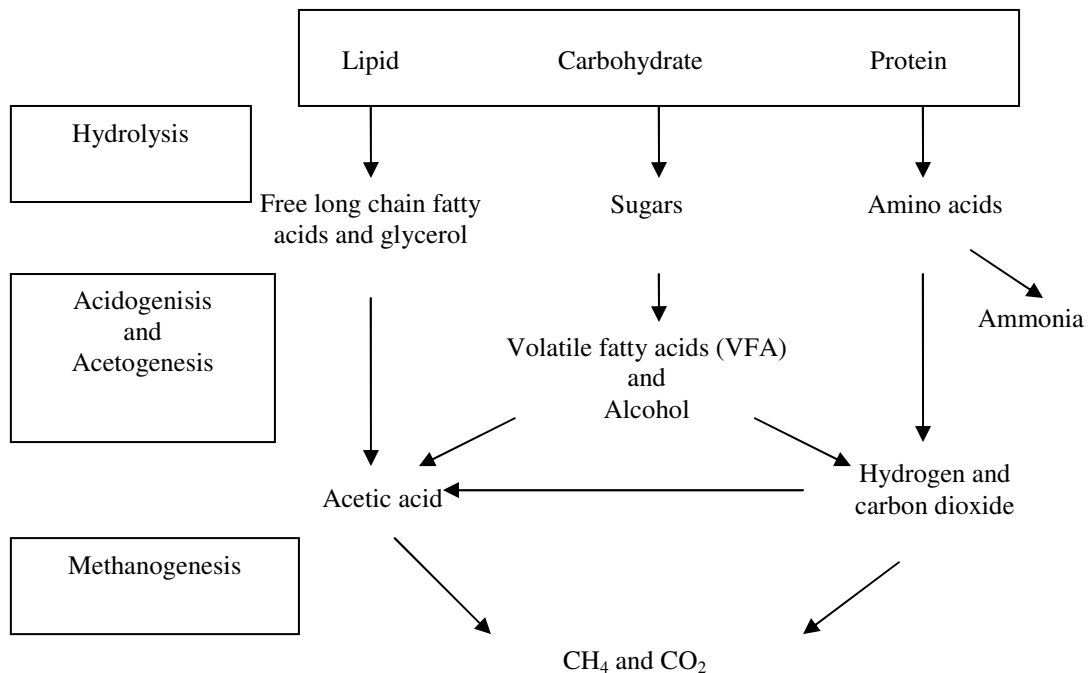 Lipid Carbohydrate Protein
Hydrolysis
Free long chain fatty
acids and glycerol
Sugars
Amino acids
Acidogenisis
and
Acetogenesis
Ammonia
Volatile fatty acids (VFA)
and
Alcohol
Acetic acid
Hydrogen and
carbon dioxide
Methanogenesis
CH₄ and CO₂